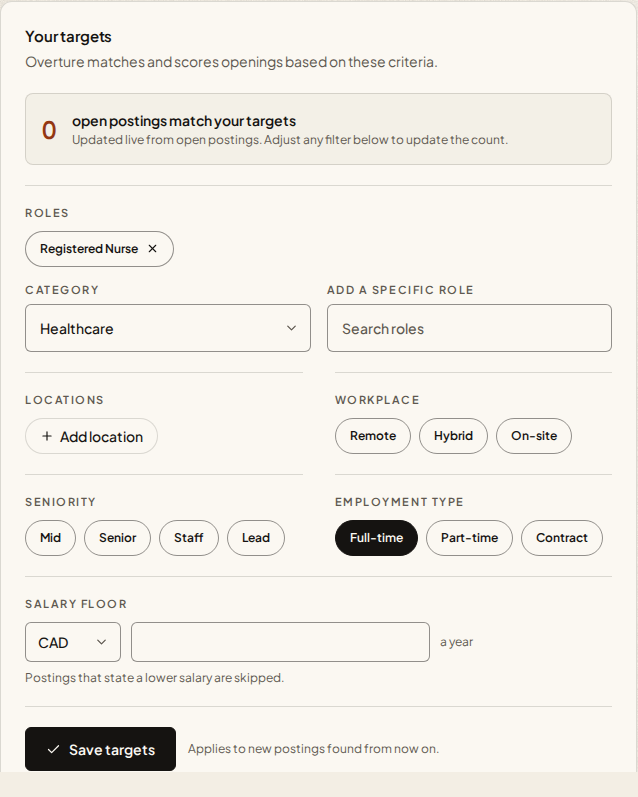 Your targets
Overture matches and scores openings based on these criteria.
0
open postings match your targets
Updated live from open postings. Adjust any filter below to update the count.
ROLES
Registered Nurse ×
CATEGORY
ADD A SPECIFIC ROLE
Healthcare
Search roles
LOCATIONS
WORKPLACE
+ Add location
Remote Hybrid On-site
SENIORITY
EMPLOYMENT TYPE
Mid Senior Staff Lead
Full-time Part-time Contract
SALARY FLOOR
CAD
a year
Postings that state a lower salary are skipped.
✓ Save targets
Applies to new postings found from now on.